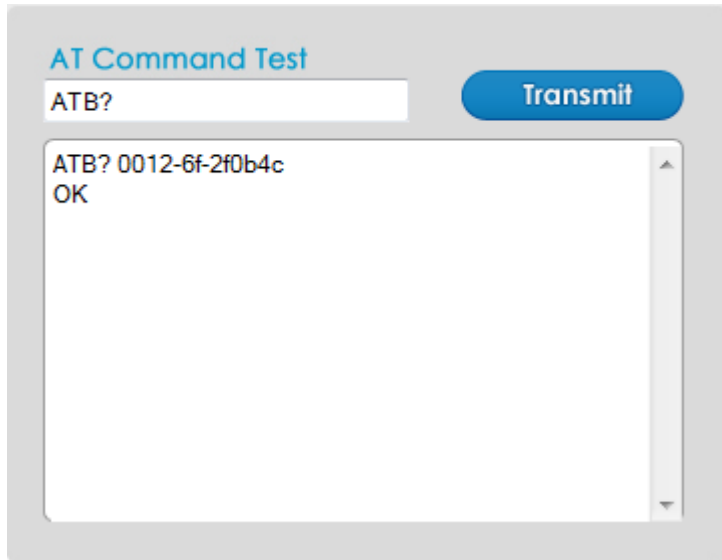 AT Command Test
ATB?
Transmit
ATB? 0012-6f-2f0b4c
OK